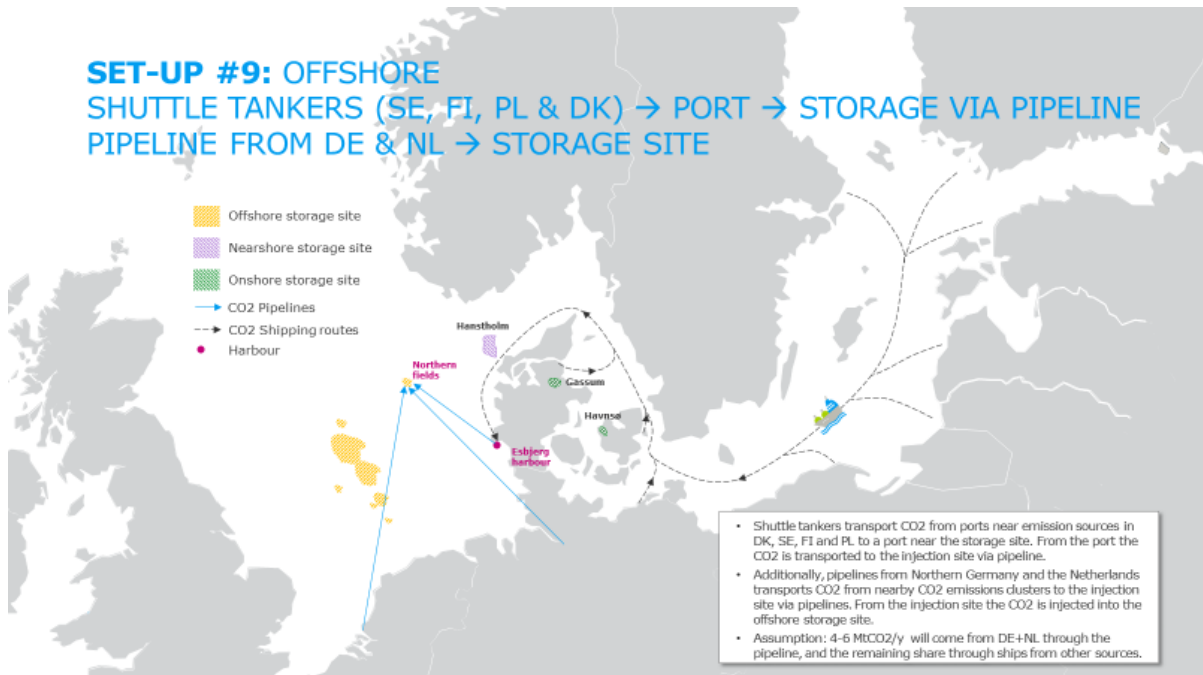 SET-UP #9: OFFSHORE
SHUTTLE TANKERS (SE, FI, PL & DK) → PORT → STORAGE VIA PIPELINE
PIPELINE FROM DE & NL → STORAGE SITE
Offshore storage site
Nearshore storage site
Onshore storage site
CO2 Pipelines
CO2 Shipping routes
Harbour
Hanstholm
Northern
fields
Gassum
Havnsø
Esbjerg
harbour
• Shuttle tankers transport CO2 from ports near emission sources in
DK, SE, FI and PL to a port near the storage site. From the port the
CO2 is transported to the injection site via pipeline.
• Additionally, pipelines from Northern Germany and the Netherlands
transports CO2 from nearby CO2 emissions clusters to the injection
site via pipelines. From the injection site the CO2 is injected into the
offshore storage site.
• Assumption: 4-6 MtCO2/y will come from DE+NL through the
pipeline, and the remaining share through ships from other sources.